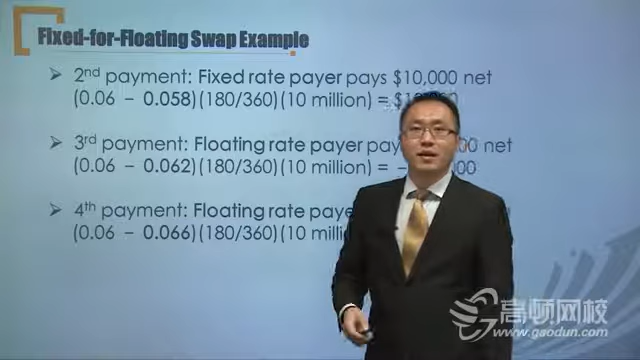 Fixed-for-Floating Swap Example
➢ 2nd payment: Fixed rate payer pays $10,000 net
(0.06 – 0.058)(180/360)(10 million) =
➢ 3rd payment: Floating rate payer net
(0.06 – 0.062)(180/360)(10 million) =
➢ 4th payment: Floating rate
(0.06 – 0.066)(180/360)(10
高顿网校
www.gaodun.com